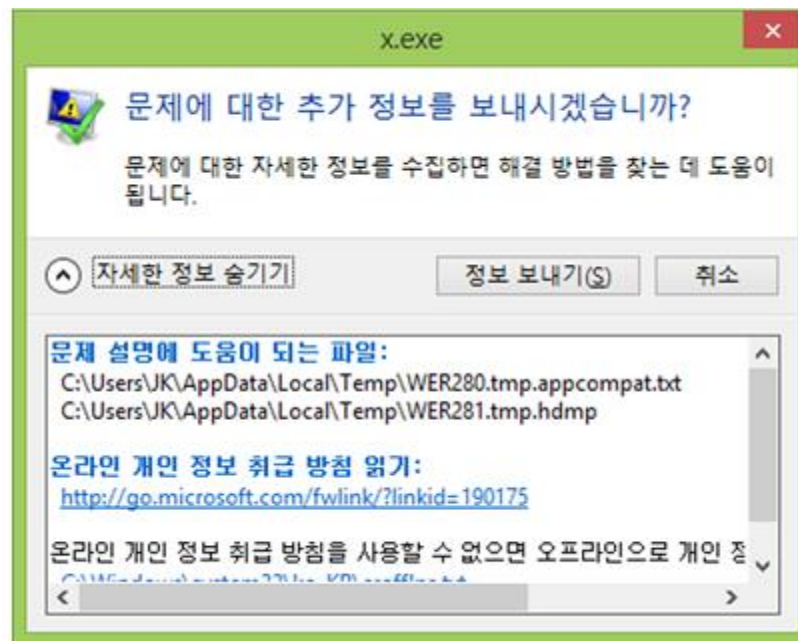 x.exe
문제에 대한 추가 정보를 보내시겠습니까?
문제에 대한 자세한 정보를 수집하면 해결 방법을 찾는 데 도움이
됩니다.
자세한 정보 숨기기
정보 보내기(S)
취소
문제 설명에 도움이 되는 파일:
C:\Users\JK\AppData\Local\Temp\WER280.tmp.appcompat.txt
C:\Users\JK\AppData\Local\Temp\WER281.tmp.hdmp
온라인 개인 정보 취급 방침 읽기:
http://go.microsoft.com/fwlink/?linkid=190175
온라인 개인 정보 취급 방침을 사용할 수 없으면 오프라인으로 개인 정